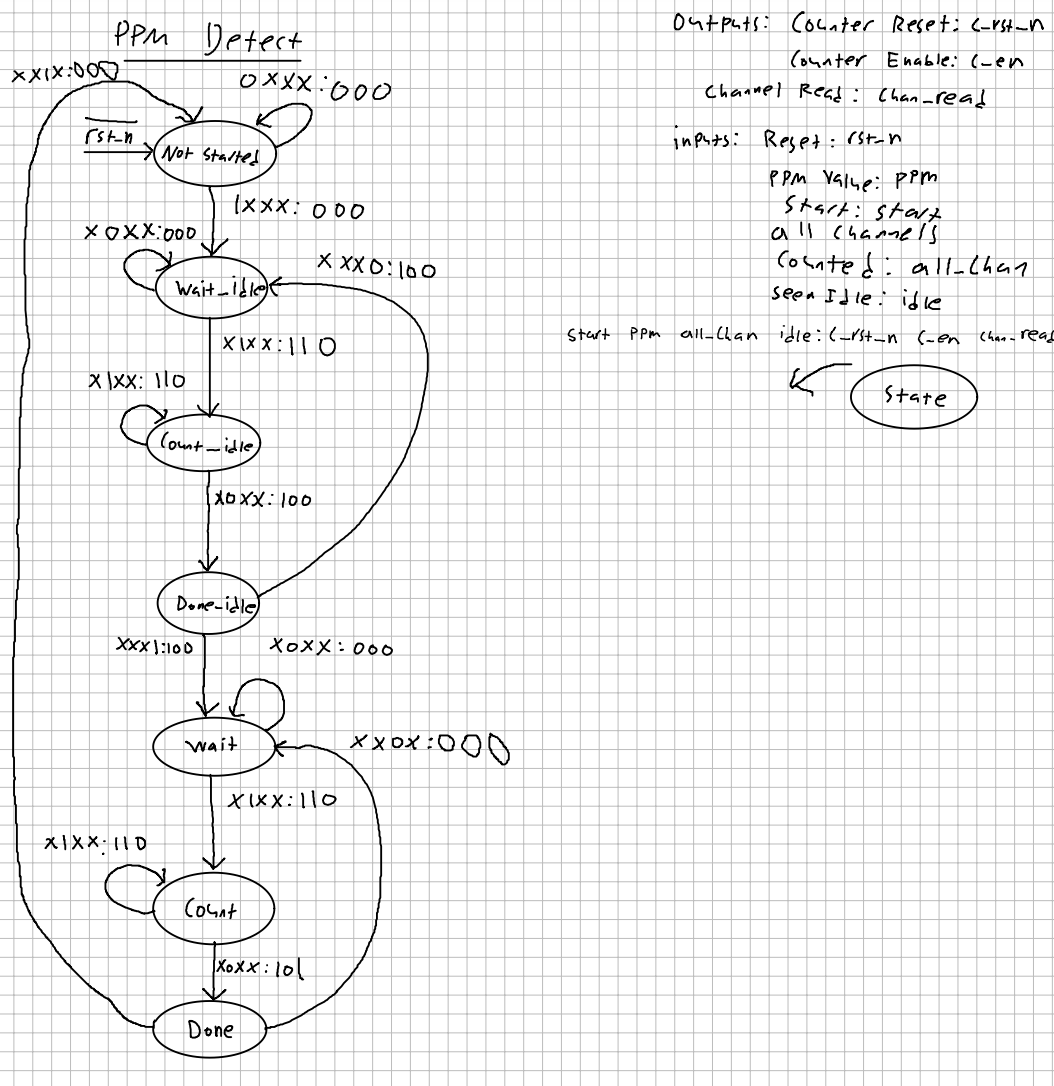 PPM Detect
Outputs: Counter Reset: c_rst_n
Counter Enable: c_en
Channel Read: chan_read
inputs: Reset: rst_n
PPM Value: ppm
Start: start
all channels
Counted: all_chan
seen Idle: idle
Start PPM all_chan idle: c_rst_n c_en chan_read
State
XX1X:000
0XXX:000
rst_n
Not Started
1XXX:000
X0XX:000
XXX0:100
Wait_idle
X1XX:110
X1XX:110
Count_idle
X0XX:100
Done_idle
XXX1:100
X0XX:000
Wait
XX0X:000
X1XX:110
X1XX:110
Count
X0XX:101
Done